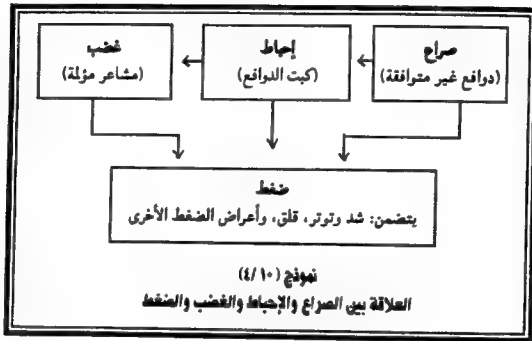 صراع
(دوافع غير متوافقة)
إحباط
(كبت الدوافع)
غضب
(مشاعر مؤلمة)
ضغط
يتضمن: شد وتوتر، قلق، وأعراض الضغط الأخرى
نموذج (١٠/٤)
العلاقة بين الصراع والإحباط والغضب والضغط